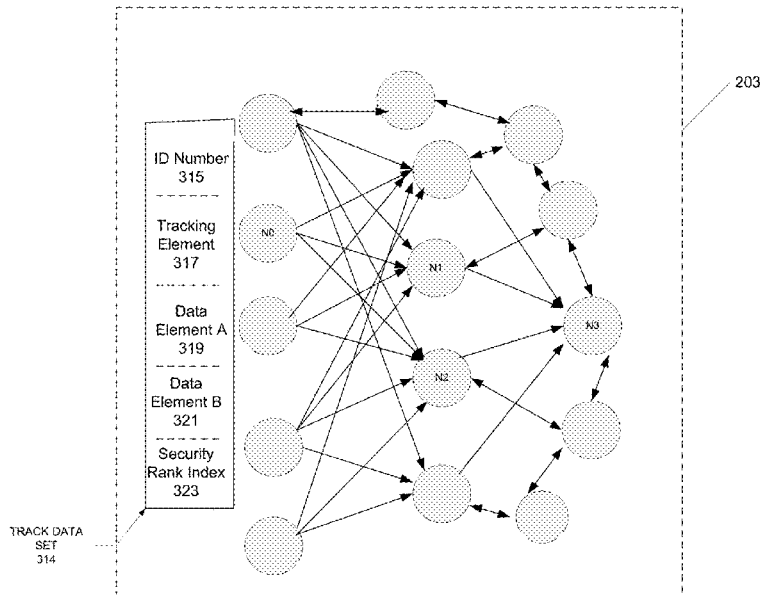 203
ID Number
315
Tracking
Element
317
Data
Element A
319
Data
Element B
321
Security
Rank Index
323
TRACK DATA
SET
314
N0
N1
N2
N3